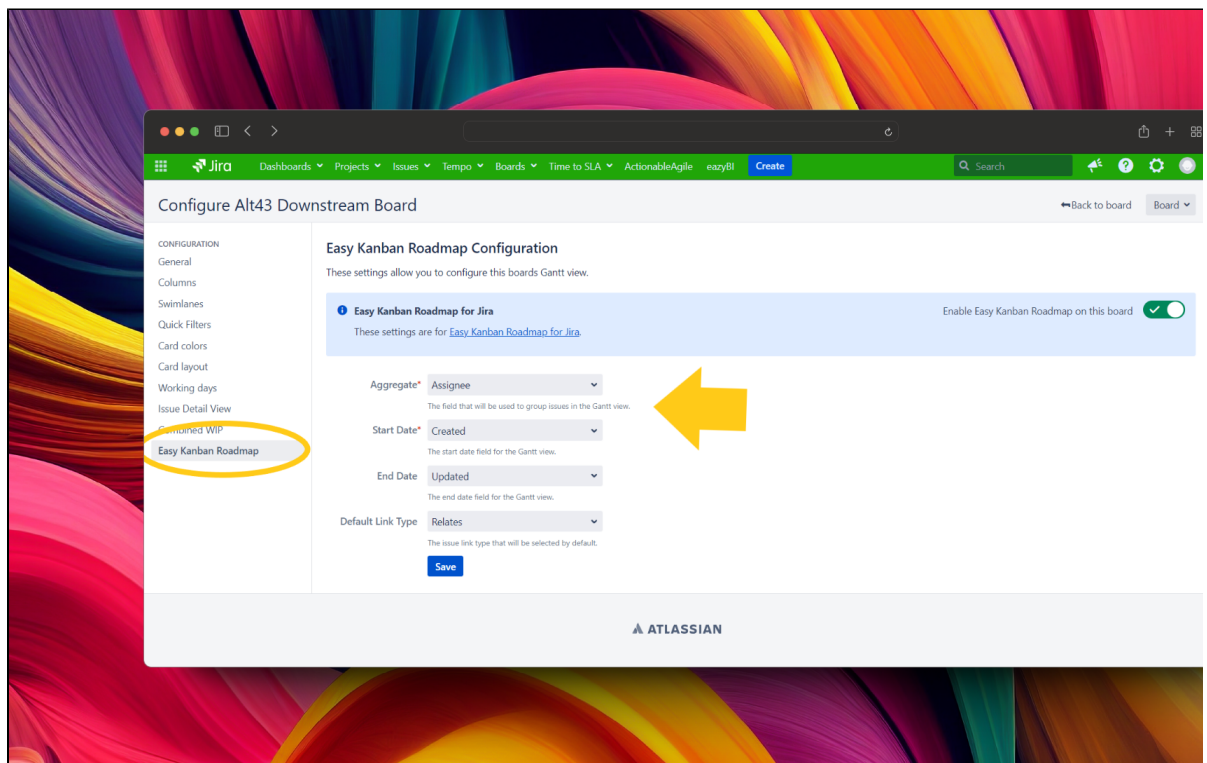 Jira Dashboards Projects Issues Tempo Boards Time to SLA ActionableAgile eazyBI Create Search
Configure Alt43 Downstream Board
Back to board Board
CONFIGURATION
General
Columns
Swimlanes
Quick Filters
Card colors
Card layout
Working days
Issue Detail View
Combined WIP
Easy Kanban Roadmap
Easy Kanban Roadmap Configuration
These settings allow you to configure this boards Gantt view.
Easy Kanban Roadmap for Jira
These settings are for Easy Kanban Roadmap for Jira.
Enable Easy Kanban Roadmap on this board
Aggregate* Assignee
The field that will be used to group issues in the Gantt view.
Start Date* Created
The start date field for the Gantt view.
End Date Updated
The end date field for the Gantt view.
Default Link Type Relates
The issue link type that will be selected by default.
Save
ATLASSIAN